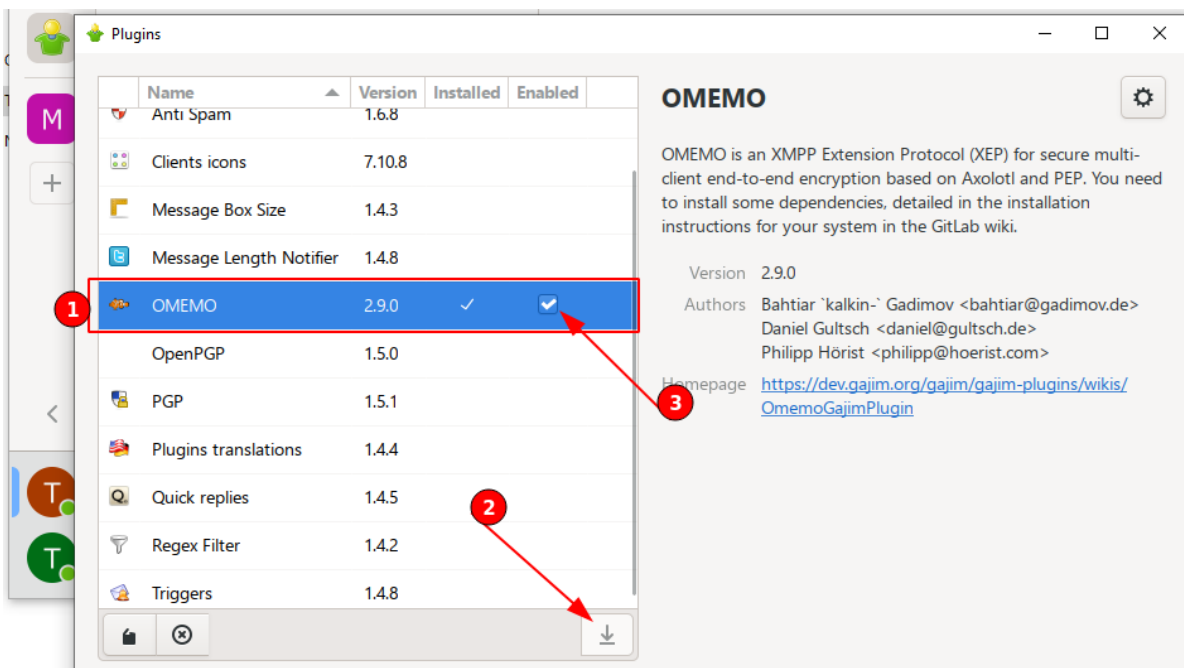 Plugins
M
Name Version Installed Enabled
Anti Spam 1.6.8
Clients icons 7.10.8
Message Box Size 1.4.3
Message Length Notifier 1.4.8
1
OMEMO 2.9.0
OpenPGP 1.5.0
PGP 1.5.1
3
Plugins translations 1.4.4
Quick replies 1.4.5
2
Regex Filter 1.4.2
Triggers 1.4.8
T
T
OMEMO
OMEMO is an XMPP Extension Protocol (XEP) for secure multi-
client end-to-end encryption based on Axolotl and PEP. You need
to install some dependencies, detailed in the installation
instructions for your system in the GitLab wiki.
Version 2.9.0
Authors Bahtiar `kalkin-` Gadimov <bahtiar@gadimov.de>
Daniel Gultsch <daniel@gultsch.de>
Philipp Hörist <philipp@hoerist.com>
Homepage https://dev.gajim.org/gajim/gajim-plugins/wikis/
OmemoGajimPlugin